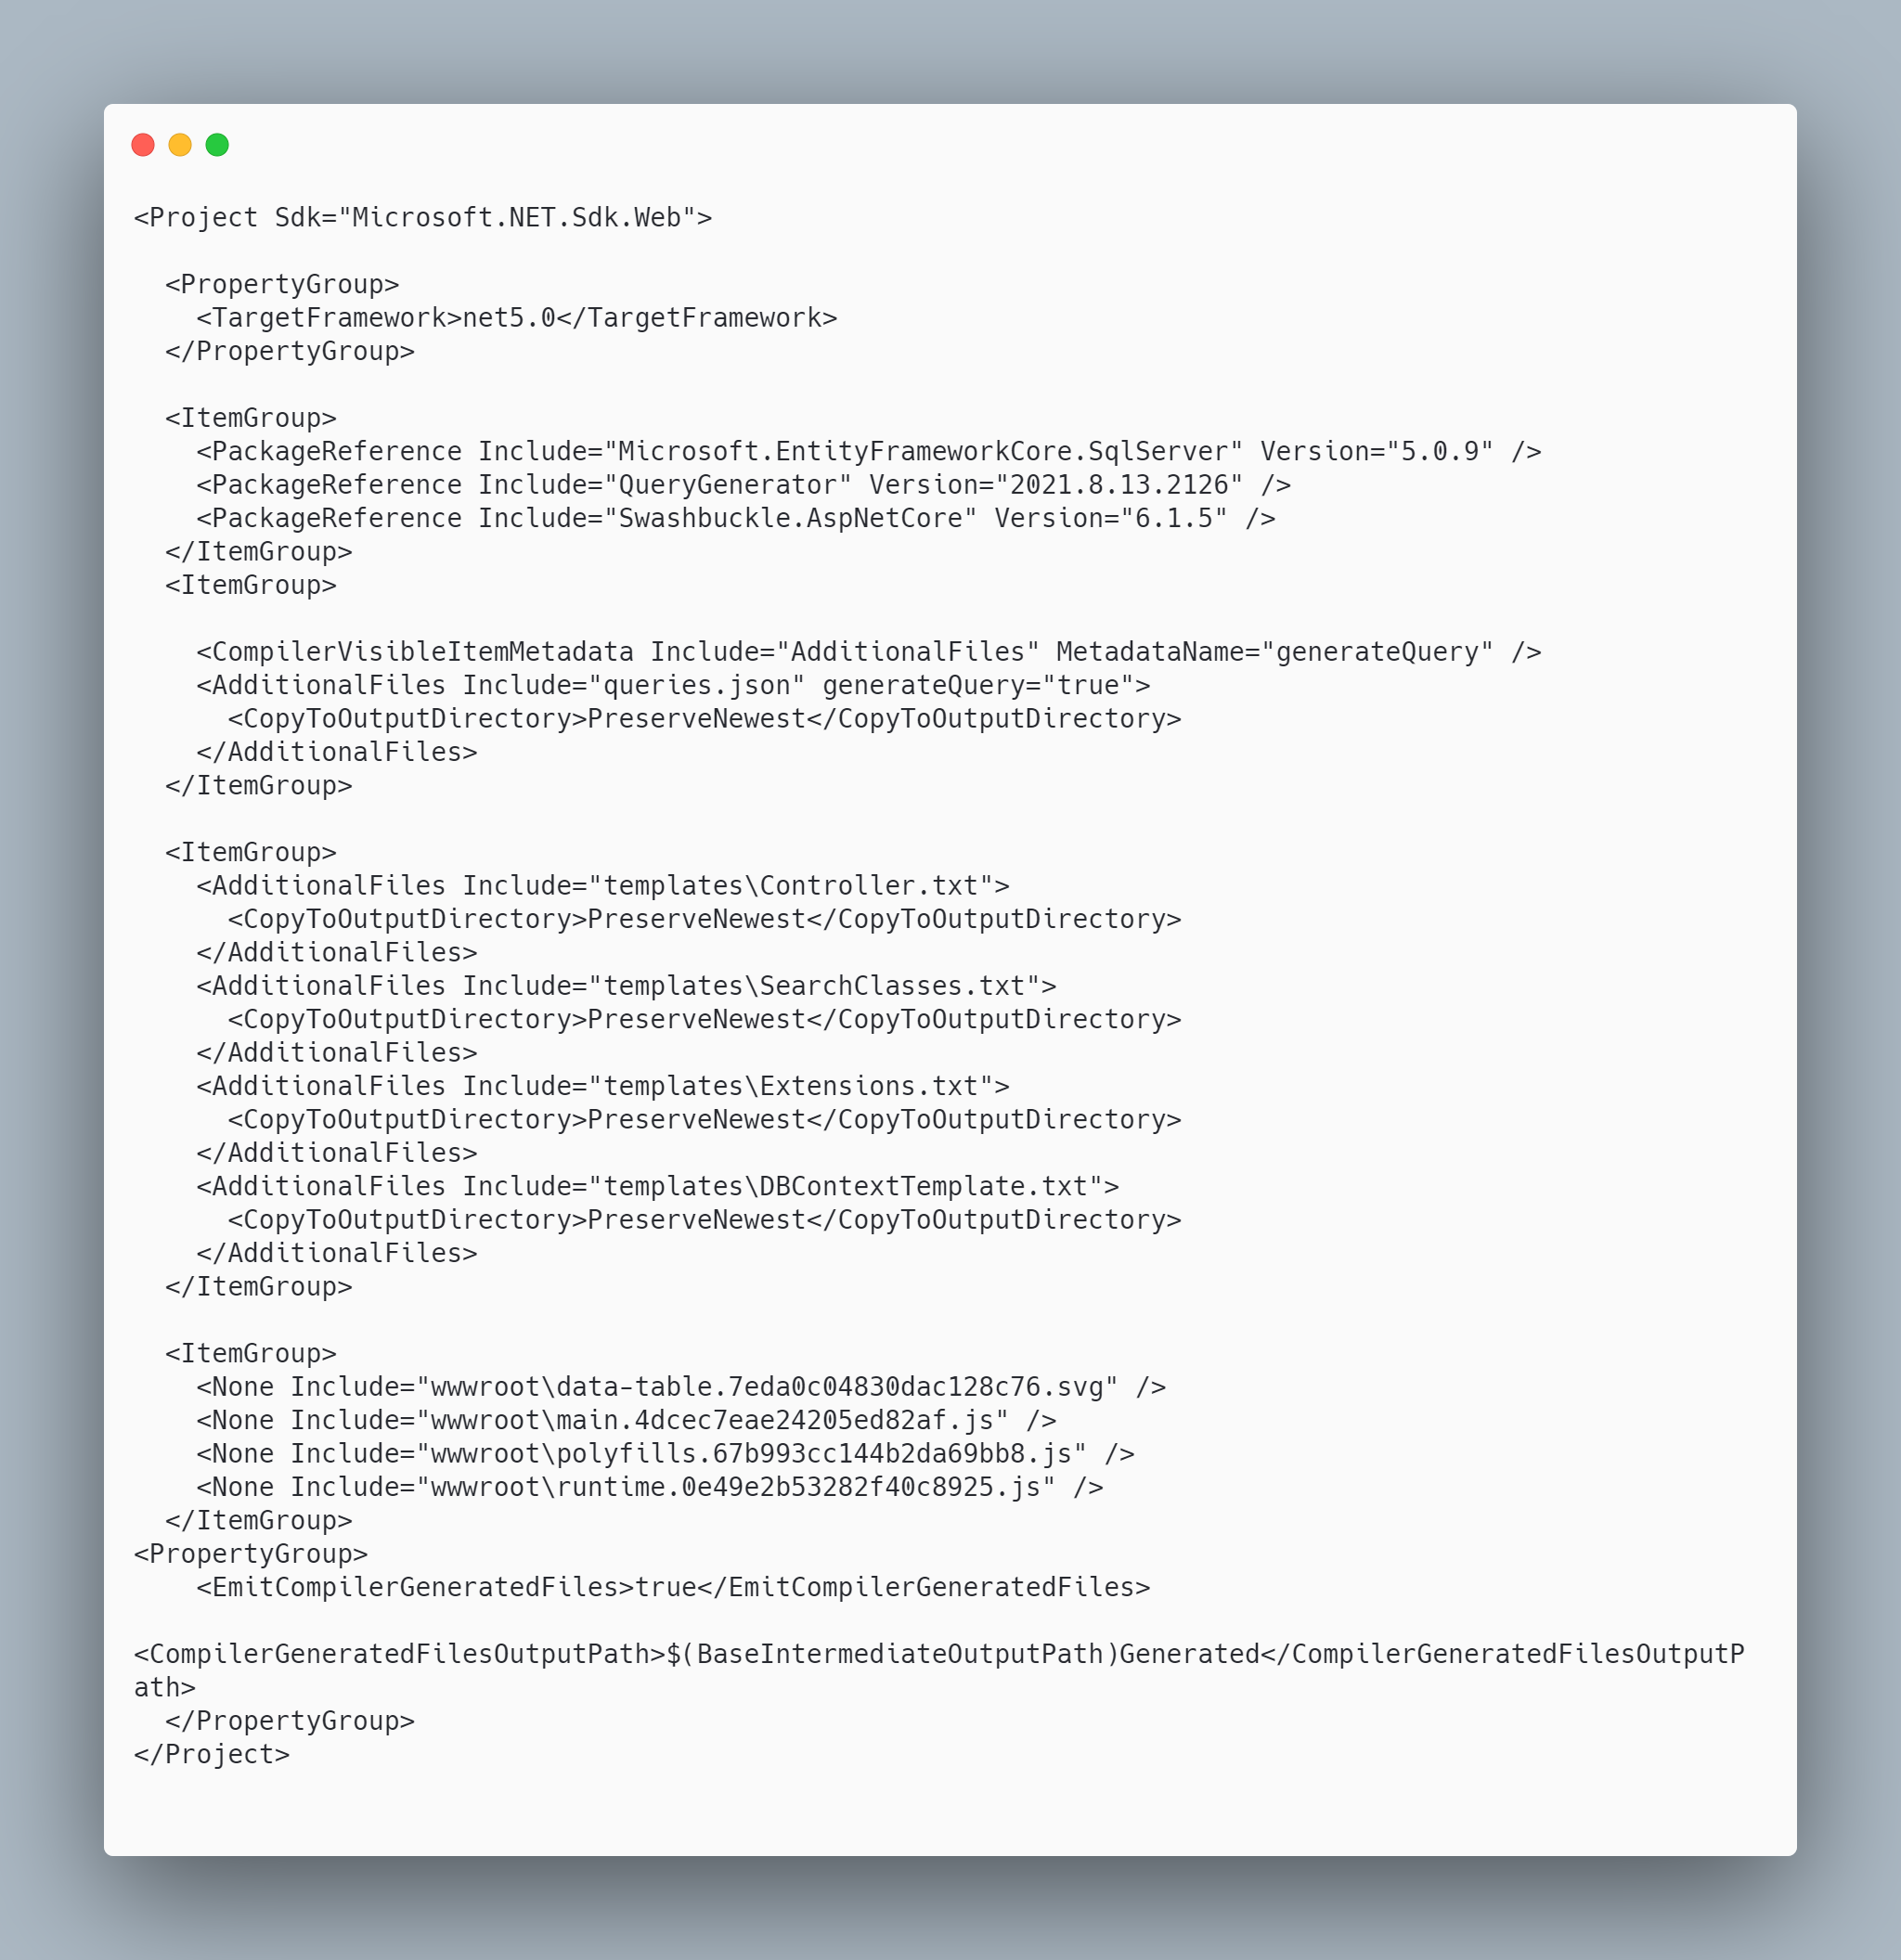 <Project Sdk="Microsoft.NET.Sdk.Web">

  <PropertyGroup>
    <TargetFramework>net5.0</TargetFramework>
  </PropertyGroup>

  <ItemGroup>
    <PackageReference Include="Microsoft.EntityFrameworkCore.SqlServer" Version="5.0.9" />
    <PackageReference Include="QueryGenerator" Version="2021.8.13.2126" />
    <PackageReference Include="Swashbuckle.AspNetCore" Version="6.1.5" />
  </ItemGroup>
  <ItemGroup>

    <CompilerVisibleItemMetadata Include="AdditionalFiles" MetadataName="generateQuery" />
    <AdditionalFiles Include="queries.json" generateQuery="true">
      <CopyToOutputDirectory>PreserveNewest</CopyToOutputDirectory>
    </AdditionalFiles>
  </ItemGroup>

  <ItemGroup>
    <AdditionalFiles Include="templates\Controller.txt">
      <CopyToOutputDirectory>PreserveNewest</CopyToOutputDirectory>
    </AdditionalFiles>
    <AdditionalFiles Include="templates\SearchClasses.txt">
      <CopyToOutputDirectory>PreserveNewest</CopyToOutputDirectory>
    </AdditionalFiles>
    <AdditionalFiles Include="templates\Extensions.txt">
      <CopyToOutputDirectory>PreserveNewest</CopyToOutputDirectory>
    </AdditionalFiles>
    <AdditionalFiles Include="templates\DBContextTemplate.txt">
      <CopyToOutputDirectory>PreserveNewest</CopyToOutputDirectory>
    </AdditionalFiles>
  </ItemGroup>

  <ItemGroup>
    <None Include="wwwroot\data-table.7eda0c04830dac128c76.svg" />
    <None Include="wwwroot\main.4dcec7eae24205ed82af.js" />
    <None Include="wwwroot\polyfills.67b993cc144b2da69bb8.js" />
    <None Include="wwwroot\runtime.0e49e2b53282f40c8925.js" />
  </ItemGroup>
<PropertyGroup>
    <EmitCompilerGeneratedFiles>true</EmitCompilerGeneratedFiles>

<CompilerGeneratedFilesOutputPath>$(BaseIntermediateOutputPath)Generated</CompilerGeneratedFilesOutputP
ath>
  </PropertyGroup>
</Project>